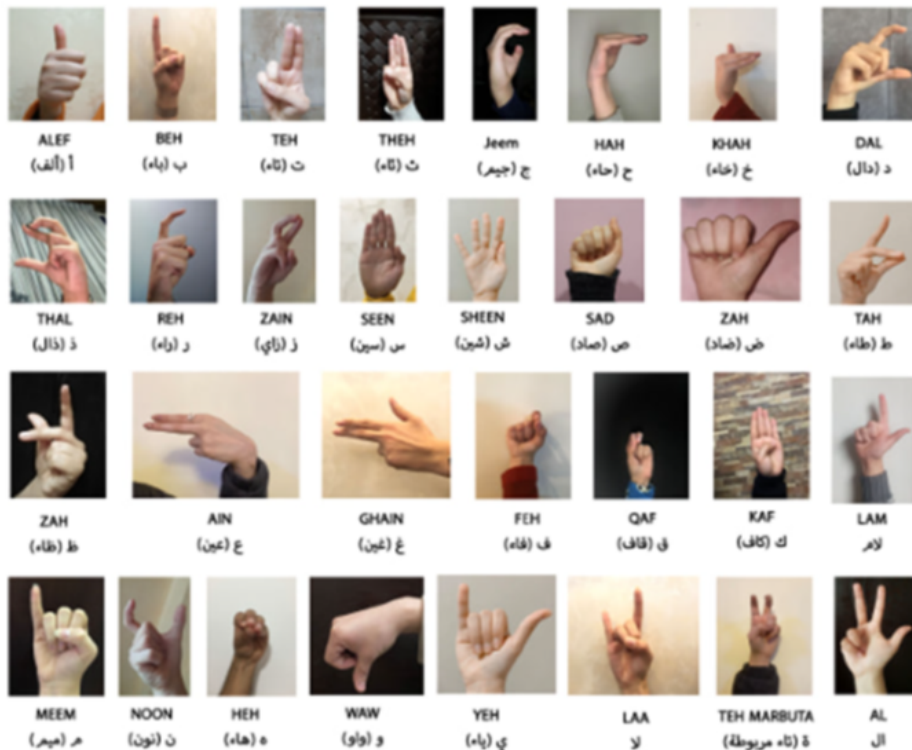 ALEF BEH TEH THEH Jeem HAH KHAH DAL
أ (ألف) ب (باء) ت (تاء) ث (ثاء) ج (جيم) ح (حاء) خ (خاء) د (دال)
THAL REH ZAIN SEEN SHEEN SAD ZAH TAH
ذ (ذال) ر (راء) ز (زاي) س (سين) ش (شين) ص (صاد) ض (ضاد) ط (طاء)
ZAH AIN GHAIN FEH QAF KAF LAM
ظ (ظاء) ع (عين) غ (غين) ف (فاء) ق (قاف) ك (كاف) لام
MEEM NOON HEH WAW YEH LAA TEH MARBUTA AL
م (ميم) ن (نون) ه (هاء) و (واو) ي (ياء) لا ة (تاء مربوطة) ال